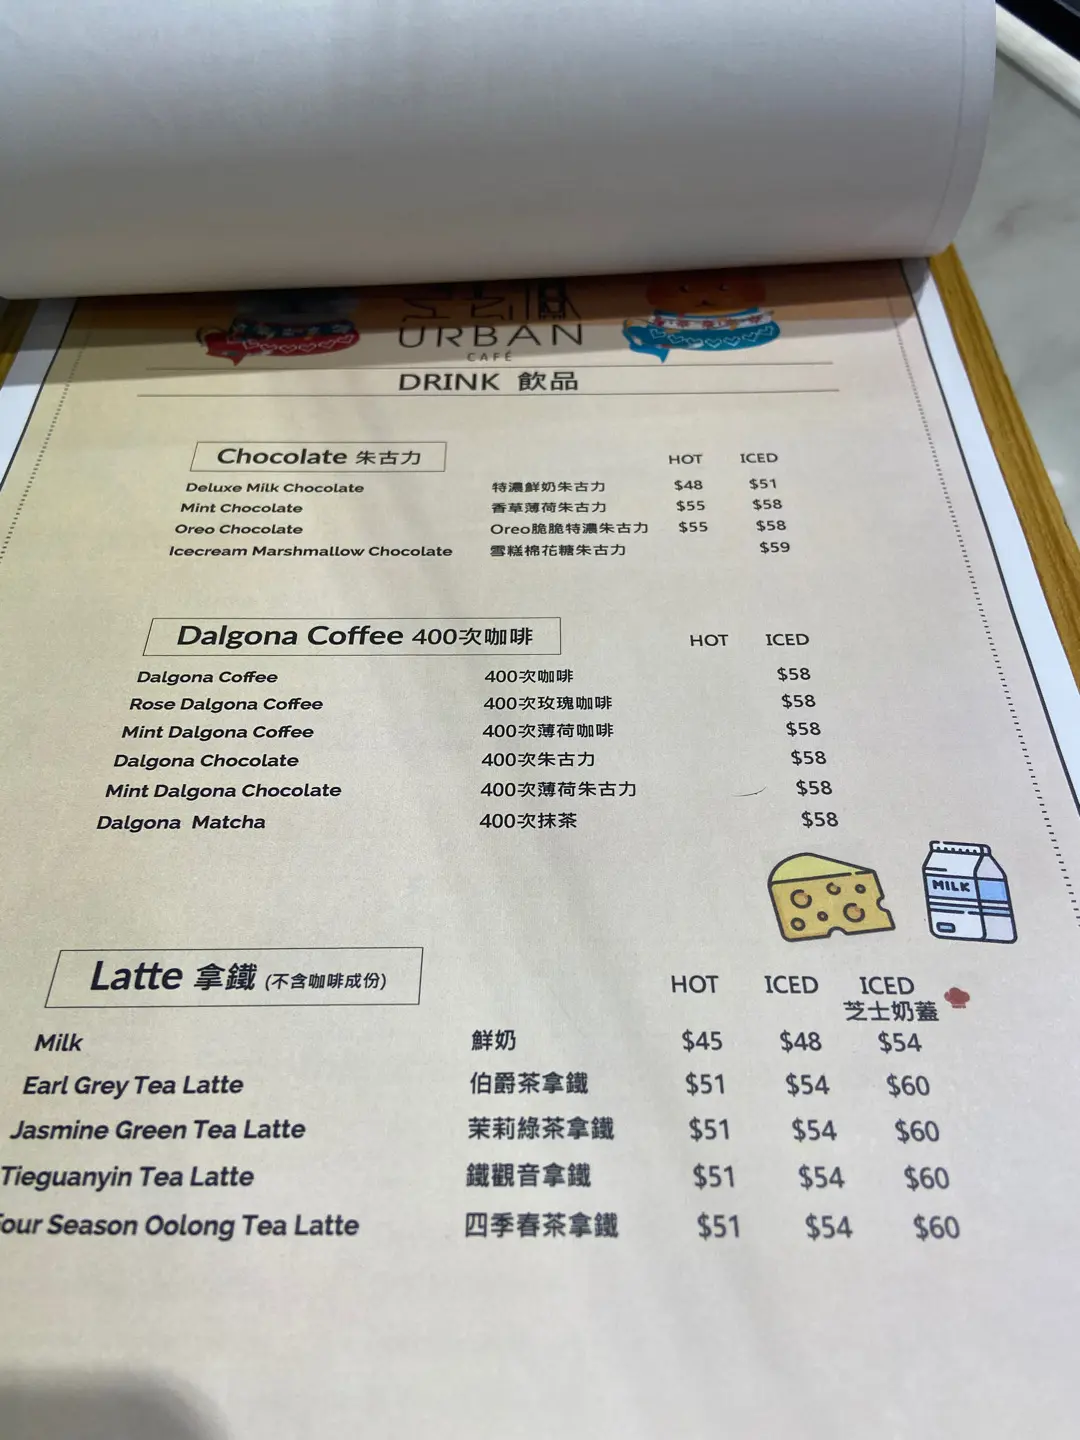 URBAN
CAFÉ
DRINK 飲品
Chocolate 朱古力 HOT ICED
Deluxe Milk Chocolate 特濃鮮奶朱古力 $48 $51
Mint Chocolate 香草薄荷朱古力 $55 $58
Oreo Chocolate Oreo脆脆特濃朱古力 $55 $58
Icecream Marshmallow Chocolate 雪糕棉花糖朱古力 $59
Dalgona Coffee 400次咖啡 HOT ICED
Dalgona Coffee 400次咖啡 $58
Rose Dalgona Coffee 400次玫瑰咖啡 $58
Mint Dalgona Coffee 400次薄荷咖啡 $58
Dalgona Chocolate 400次朱古力 $58
Mint Dalgona Chocolate 400次薄荷朱古力 $58
Dalgona Matcha 400次抹茶 $58
MILK
Latte 拿鐵 (不含咖啡成份) HOT ICED ICED
芝士奶蓋
Milk 鮮奶 $45 $48 $54
Earl Grey Tea Latte 伯爵茶拿鐵 $51 $54 $60
Jasmine Green Tea Latte 茉莉綠茶拿鐵 $51 $54 $60
Tieguanyin Tea Latte 鐵觀音拿鐵 $51 $54 $60
Four Season Oolong Tea Latte 四季春茶拿鐵 $51 $54 $60